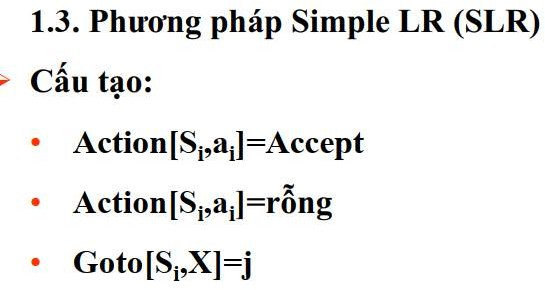 1.3. Phương pháp Simple LR (SLR)
Cấu tạo:
• Action[Si,ai]=Accept
• Action[Si,ai]=rỗng
• Goto[Si,X]=j